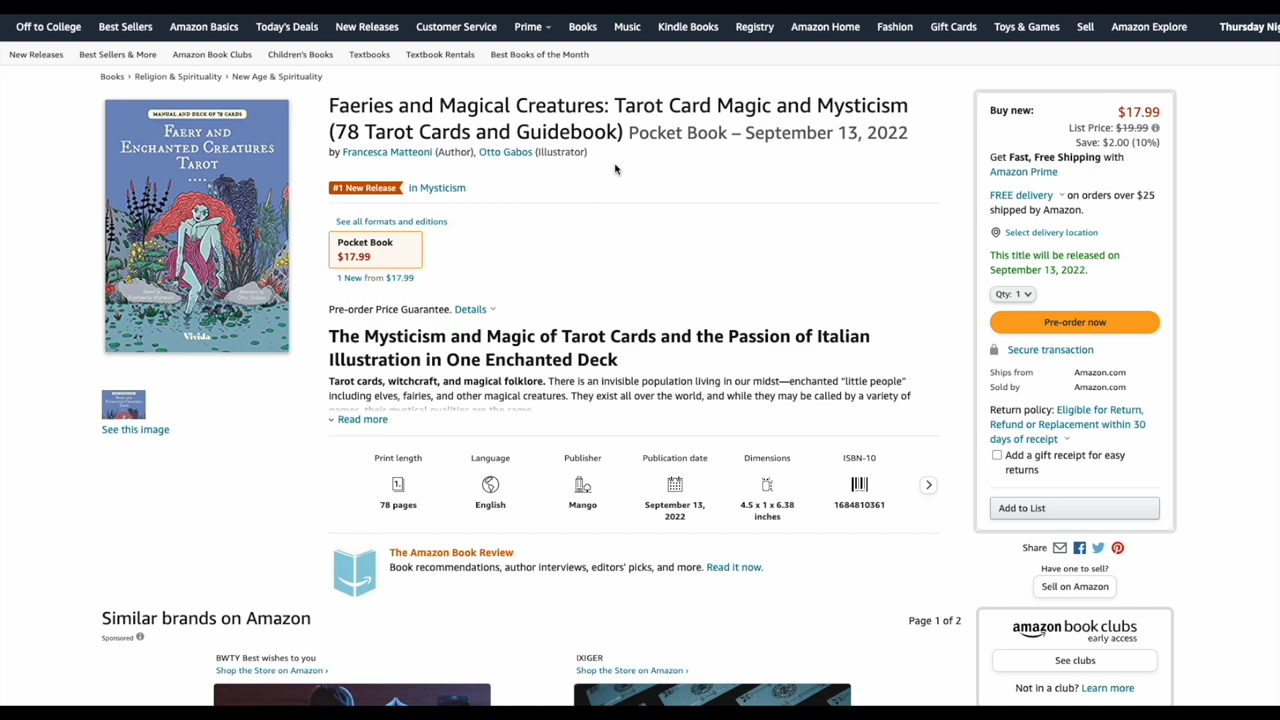 Off to College Best Sellers Amazon Basics Today's Deals New Releases Customer Service Prime Books Music Kindle Books Registry Amazon Home Fashion Gift Cards Toys & Games Sell Amazon Explore Thursday
New Releases Best Sellers & More Amazon Book Clubs Children's Books Textbooks Textbook Rentals Best Books of the Month
Books › Religion & Spirituality › New Age & Spirituality
MANUAL AND DECK OF 78 CARDS
FAERY AND
ENCHANTED CREATURES
TAROT
Francesca Matteoni
Otto Gabos
Vivida
See this image
Faeries and Magical Creatures: Tarot Card Magic and Mysticism
(78 Tarot Cards and Guidebook) Pocket Book – September 13, 2022
by Francesca Matteoni (Author), Otto Gabos (Illustrator)
#1 New Release in Mysticism
See all formats and editions
Pocket Book
$17.99
1 New from $17.99
Pre-order Price Guarantee. Details
The Mysticism and Magic of Tarot Cards and the Passion of Italian
Illustration in One Enchanted Deck
Tarot cards, witchcraft, and magical folklore. There is an invisible population living in our midst—enchanted “little people”
including elves, fairies, and other magical creatures. They exist all over the world, and while they may be called by a variety of
names, their mystical qualities are the same.
Read more
Print length Language Publisher Publication date Dimensions ISBN-10
1.
78 pages English Mango September 13, 4.5 x 1 x 6.38 1684810361
2022 inches
The Amazon Book Review
Book recommendations, author interviews, editors' picks, and more. Read it now.
Buy new: $17.99
List Price: $19.99
Save: $2.00 (10%)
Get Fast, Free Shipping with
Amazon Prime
FREE delivery on orders over $25
shipped by Amazon.
Select delivery location
This title will be released on
September 13, 2022.
Qty: 1
Pre-order now
Secure transaction
Ships from Amazon.com
Sold by Amazon.com
Return policy: Eligible for Return,
Refund or Replacement within 30
days of receipt
Add a gift receipt for easy
returns
Add to List
Share
Have one to sell?
Sell on Amazon
amazon book clubs
early access
See clubs
Not in a club? Learn more
Similar brands on Amazon Page 1 of 2
Sponsored
BWTY Best wishes to you IXIGER
Shop the Store on Amazon › Shop the Store on Amazon ›